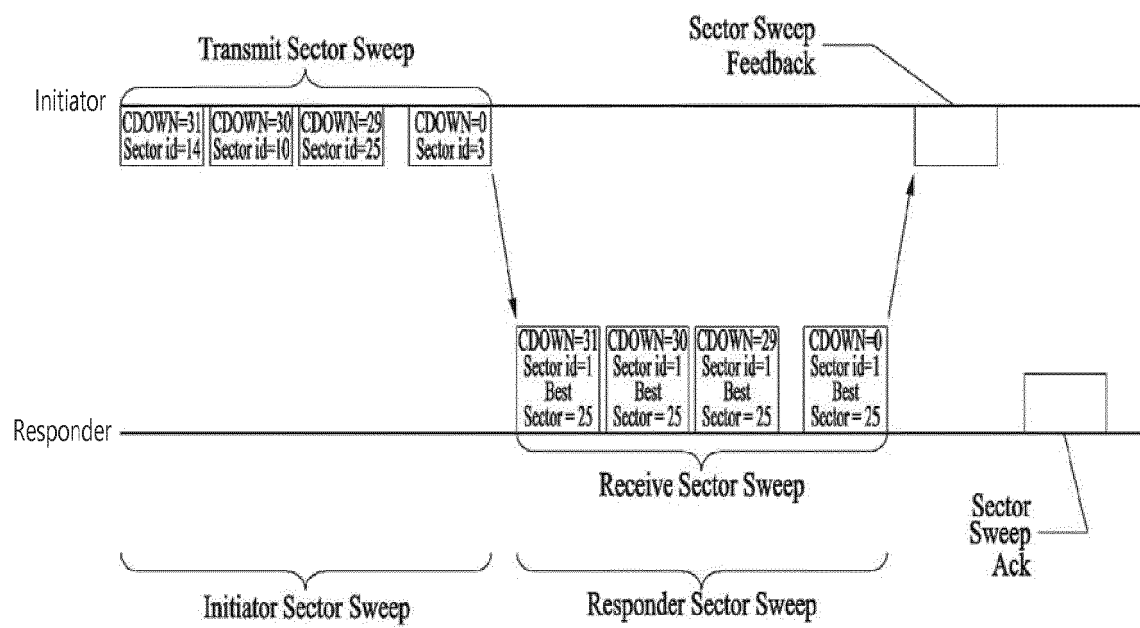 Transmit Sector Sweep
Sector Sweep
Feedback
Initiator
CDOWN=31
Sector id=14
CDOWN=30
Sector id=10
CDOWN=29
Sector id=25
CDOWN=0
Sector id=3
CDOWN=31
Sector id=1
Best
Sector = 25
CDOWN=30
Sector id=1
Best
Sector = 25
CDOWN=29
Sector id=1
Best
Sector = 25
CDOWN=0
Sector id=1
Best
Sector = 25
Responder
Receive Sector Sweep
Sector
Sweep
Ack
Initiator Sector Sweep
Responder Sector Sweep